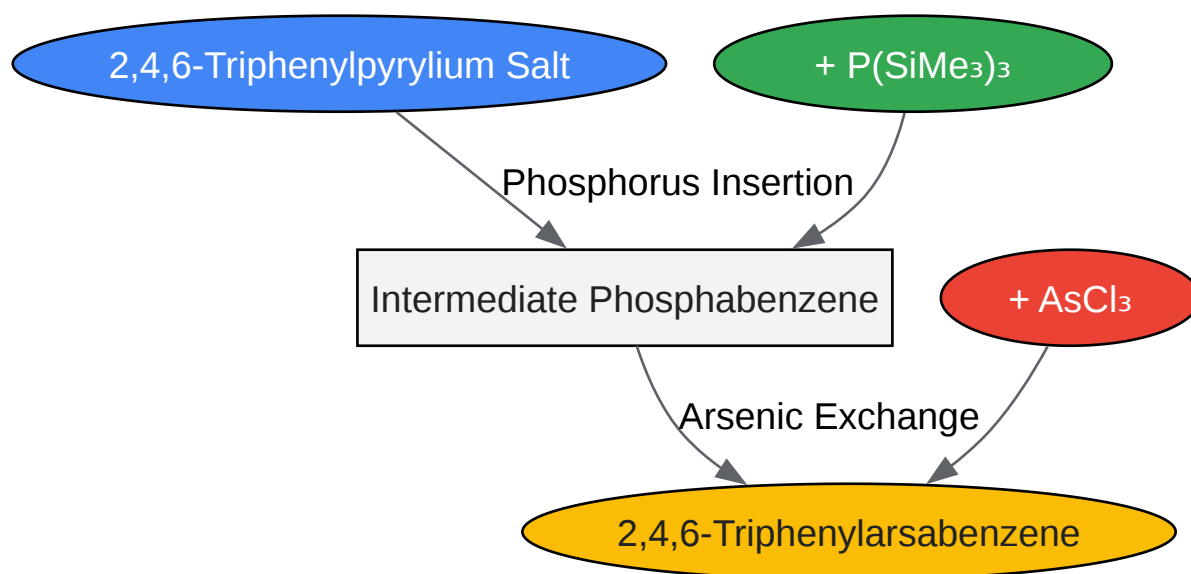 2,4,6-Triphenylpyrylium Salt
+ P(SiMe₃)₃
Phosphorus Insertion
Intermediate Phosphabenzene
+ AsCl₃
Arsenic Exchange
2,4,6-Triphenylarsabenzene